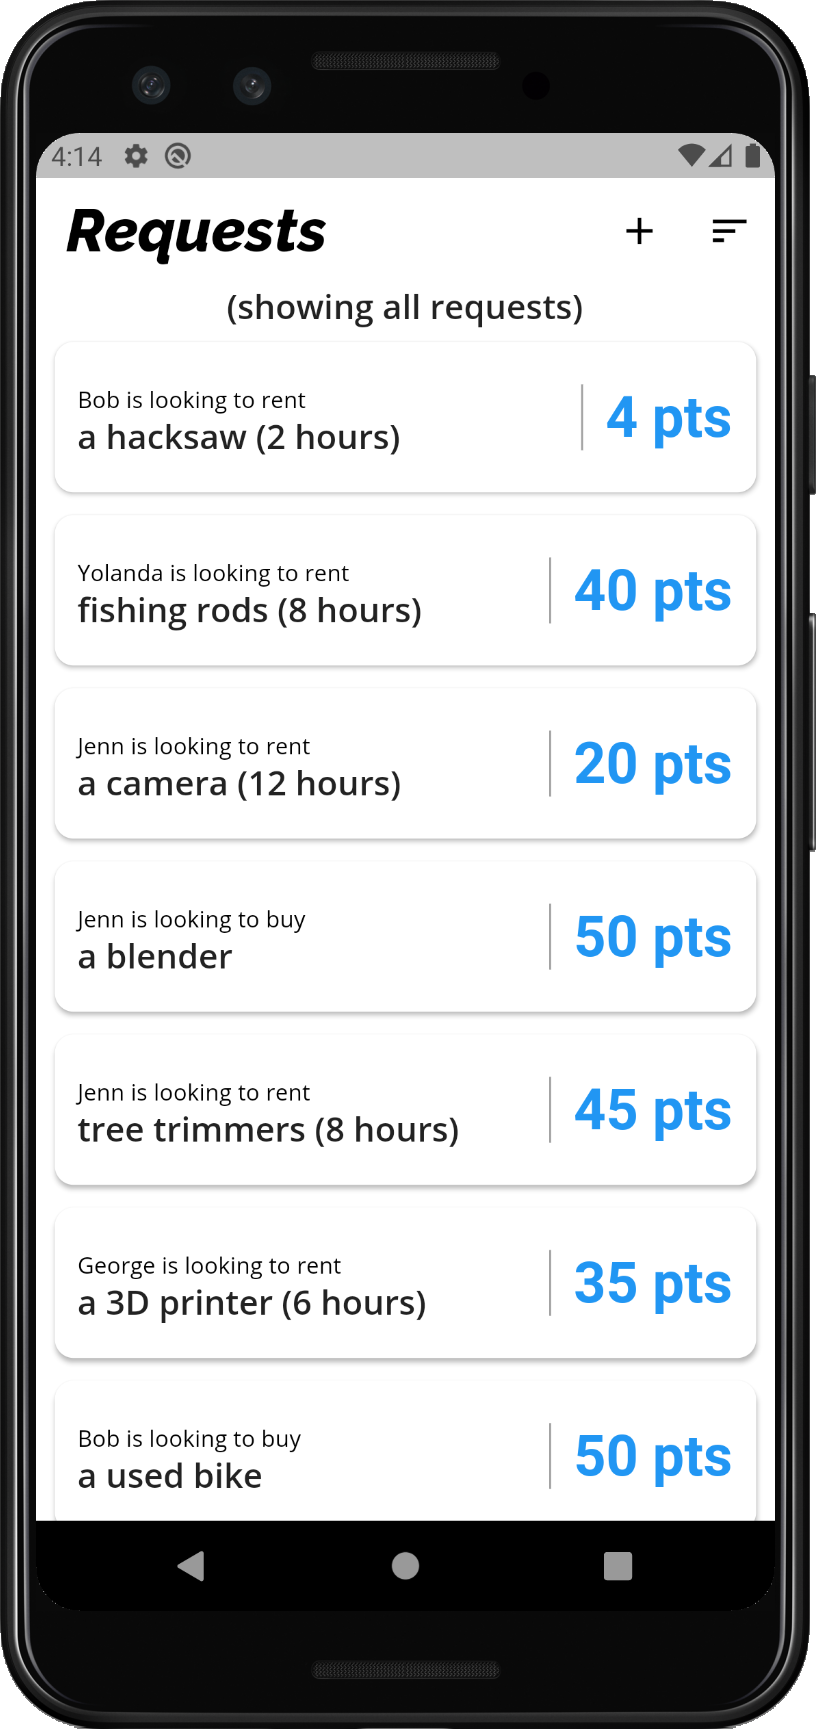 4:14
Requests
(showing all requests)
Bob is looking to rent
a hacksaw (2 hours)
4 pts
Yolanda is looking to rent
fishing rods (8 hours)
40 pts
Jenn is looking to rent
a camera (12 hours)
20 pts
Jenn is looking to buy
a blender
50 pts
Jenn is looking to rent
tree trimmers (8 hours)
45 pts
George is looking to rent
a 3D printer (6 hours)
35 pts
Bob is looking to buy
a used bike
50 pts